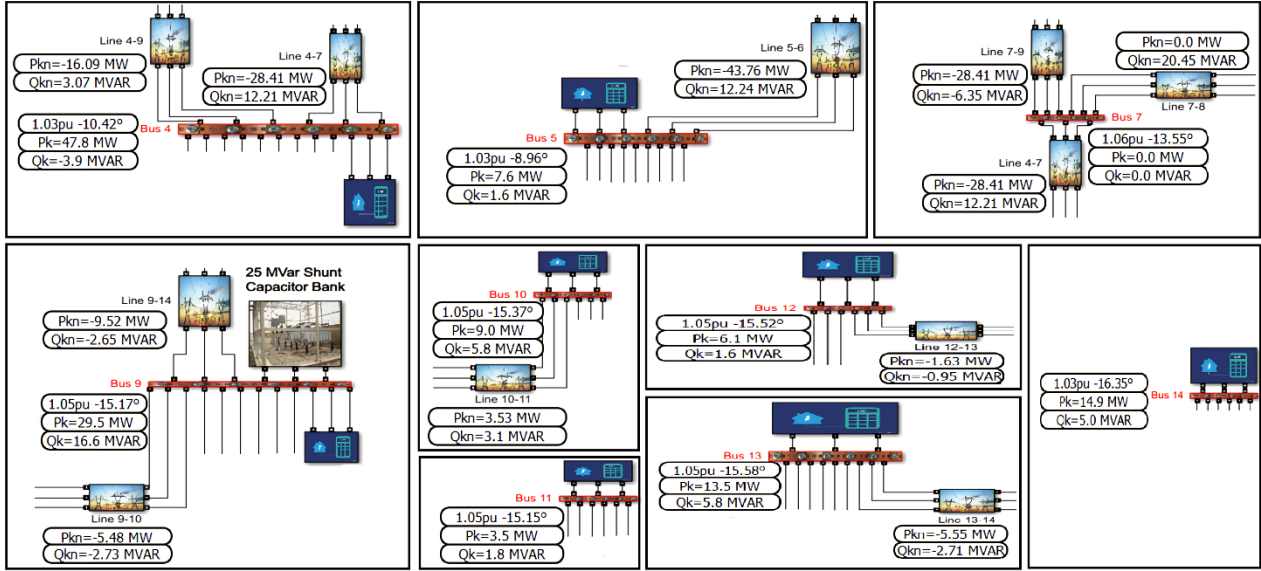 Line 4-9
Pkn=-16.09 MW
Qkn=3.07 MVAR
Line 4-7
Pkn=-28.41 MW
Qkn=12.21 MVAR
1.03pu -10.42º
Pk=47.8 MW
Qk=-3.9 MVAR
Bus 4
Line 5-6
Pkn=-43.76 MW
Qkn=12.24 MVAR
Bus 5
1.03pu -8.96º
Pk=7.6 MW
Qk=1.6 MVAR
Line 7-9
Pkn=-28.41 MW
Qkn=-6.35 MVAR
Pkn=0.0 MW
Qkn=20.45 MVAR
Line 7-8
Bus 7
1.06pu -13.55º
Pk=0.0 MW
Qk=0.0 MVAR
Line 4-7
Pkn=-28.41 MW
Qkn=12.21 MVAR
Line 9-14
Pkn=-9.52 MW
Qkn=-2.65 MVAR
25 MVar Shunt
Capacitor Bank
Bus 9
1.05pu -15.17º
Pk=29.5 MW
Qk=16.6 MVAR
Line 9-10
Pkn=-5.48 MW
Qkn=-2.73 MVAR
Bus 10
1.05pu -15.37º
Pk=9.0 MW
Qk=5.8 MVAR
Line 10-11
Pkn=3.53 MW
Qkn=3.1 MVAR
Bus 11
1.05pu -15.15º
Pk=3.5 MW
Qk=1.8 MVAR
Bus 12
1.05pu -15.52º
Pk=6.1 MW
Qk=1.6 MVAR
Line 12-13
Pkn=-1.63 MW
Qkn=-0.95 MVAR
Bus 13
1.05pu -15.58º
Pk=13.5 MW
Qk=5.8 MVAR
Line 13-14
Pkn=-5.55 MW
Qkn=-2.71 MVAR
1.03pu -16.35º
Pk=14.9 MW
Qk=5.0 MVAR
Bus 14